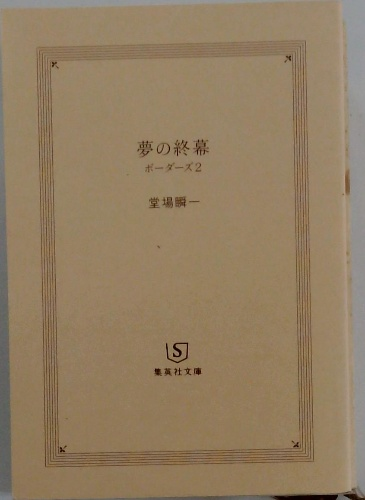 夢の終幕
ボーダーズ2
堂場瞬一
S
集英社文庫